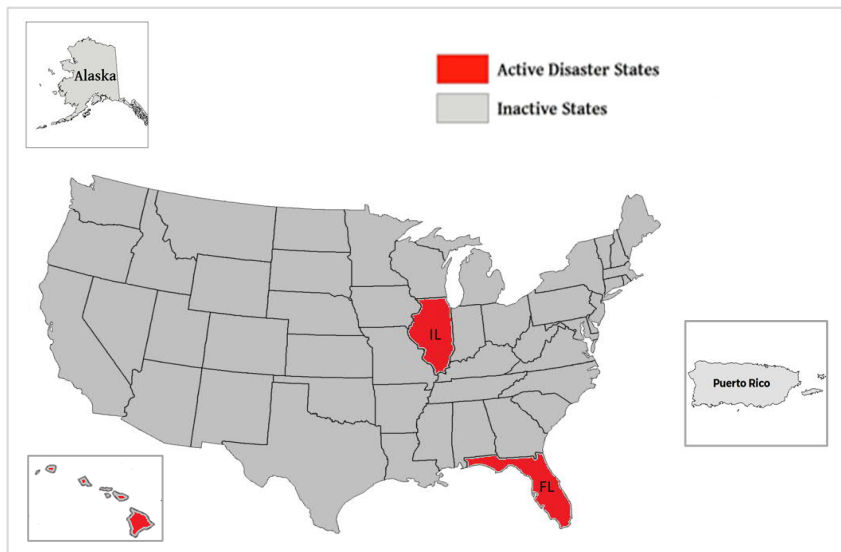 Alaska
Active Disaster States
Inactive States
IL
Puerto Rico
FL